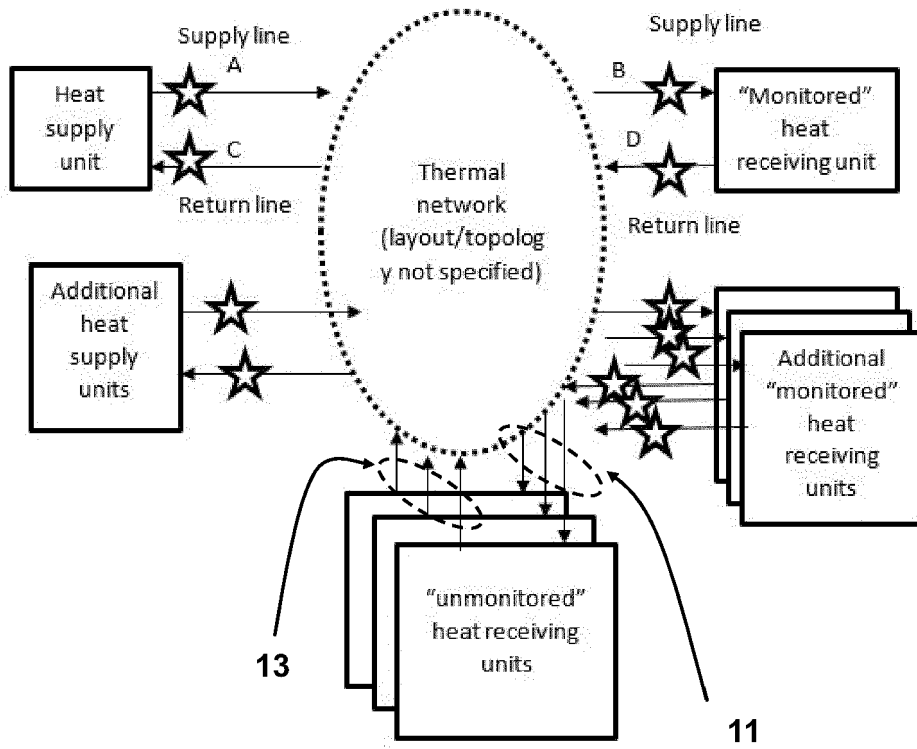 Supply line
A
Heat
supply
unit
C
Return line
Supply line
B
“Monitored”
heat
receiving unit
D
Return line
Thermal
network
(layout/topolog
y not specified)
Additional
heat
supply
units
Additional
“monitored”
heat
receiving
units
“unmonitored”
heat receiving
units
13
11